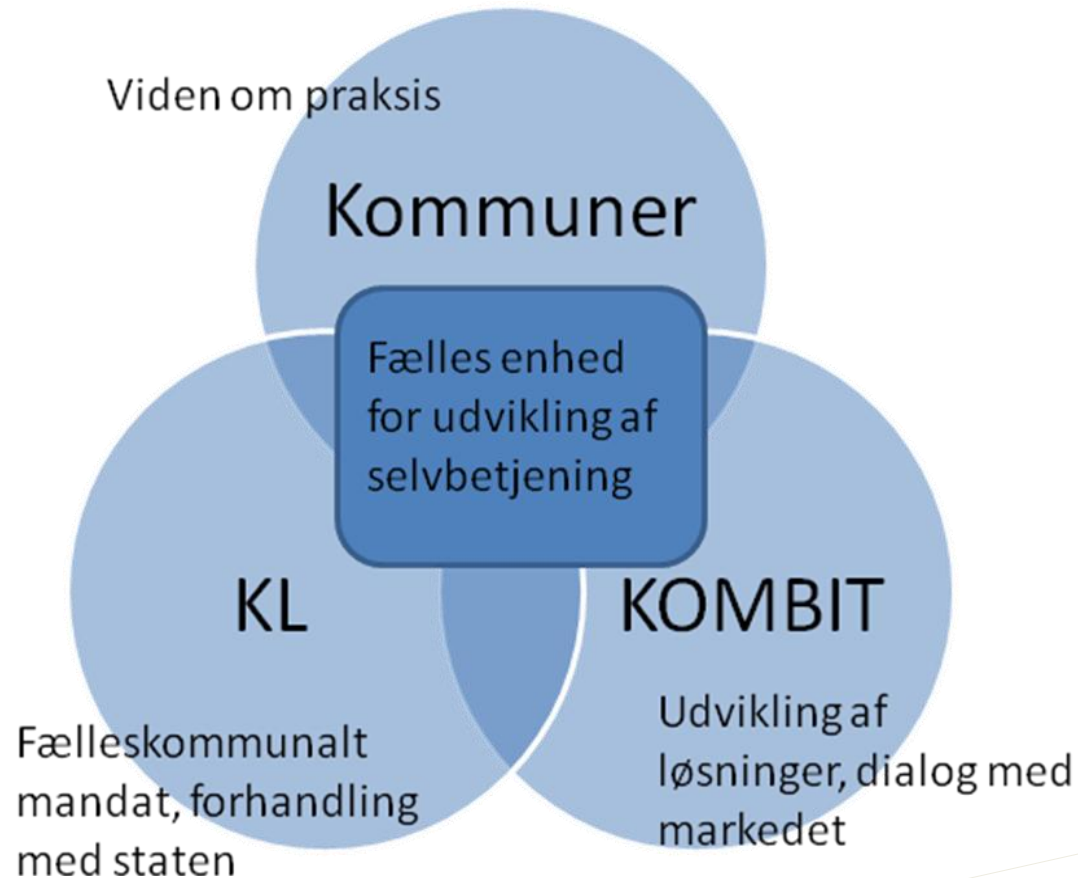 Viden om praksis
Kommuner
Fælles enhed
for udvikling af
selvbetjening
KL
KOMBIT
Fælleskommunalt
mandat, forhandling
med staten
Udvikling af
løsninger, dialog med
markedet